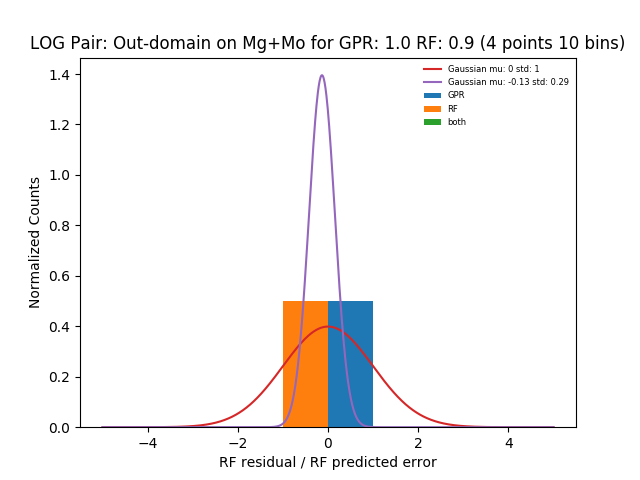 LOG Pair: Out-domain on Mg+Mo for GPR: 1.0 RF: 0.9 (4 points 10 bins)
Gaussian mu: 0 std: 1
Gaussian mu: -0.13 std: 0.29
GPR
RF
both
Normalized Counts
1.4
1.2
1.0
0.8
0.6
0.4
0.2
0.0
−4 −2 0 2 4
RF residual / RF predicted error